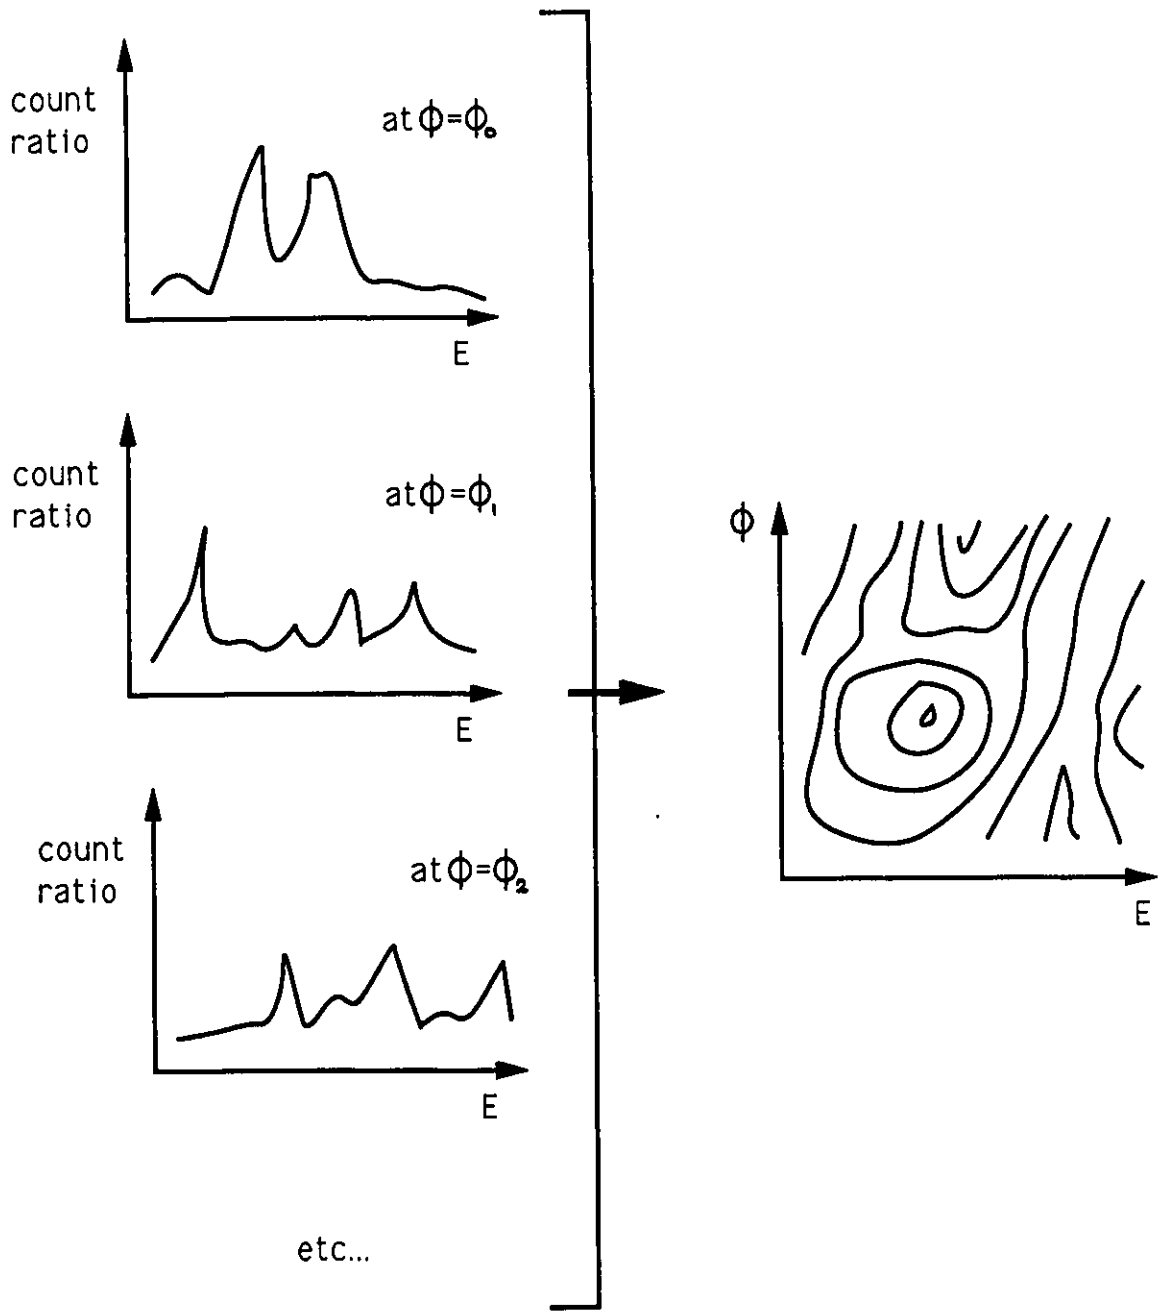 count
ratio
at ϕ=ϕ₀
E
count
ratio
at ϕ=ϕ₁
E
ϕ
E
count
ratio
at ϕ=ϕ₂
E
etc...